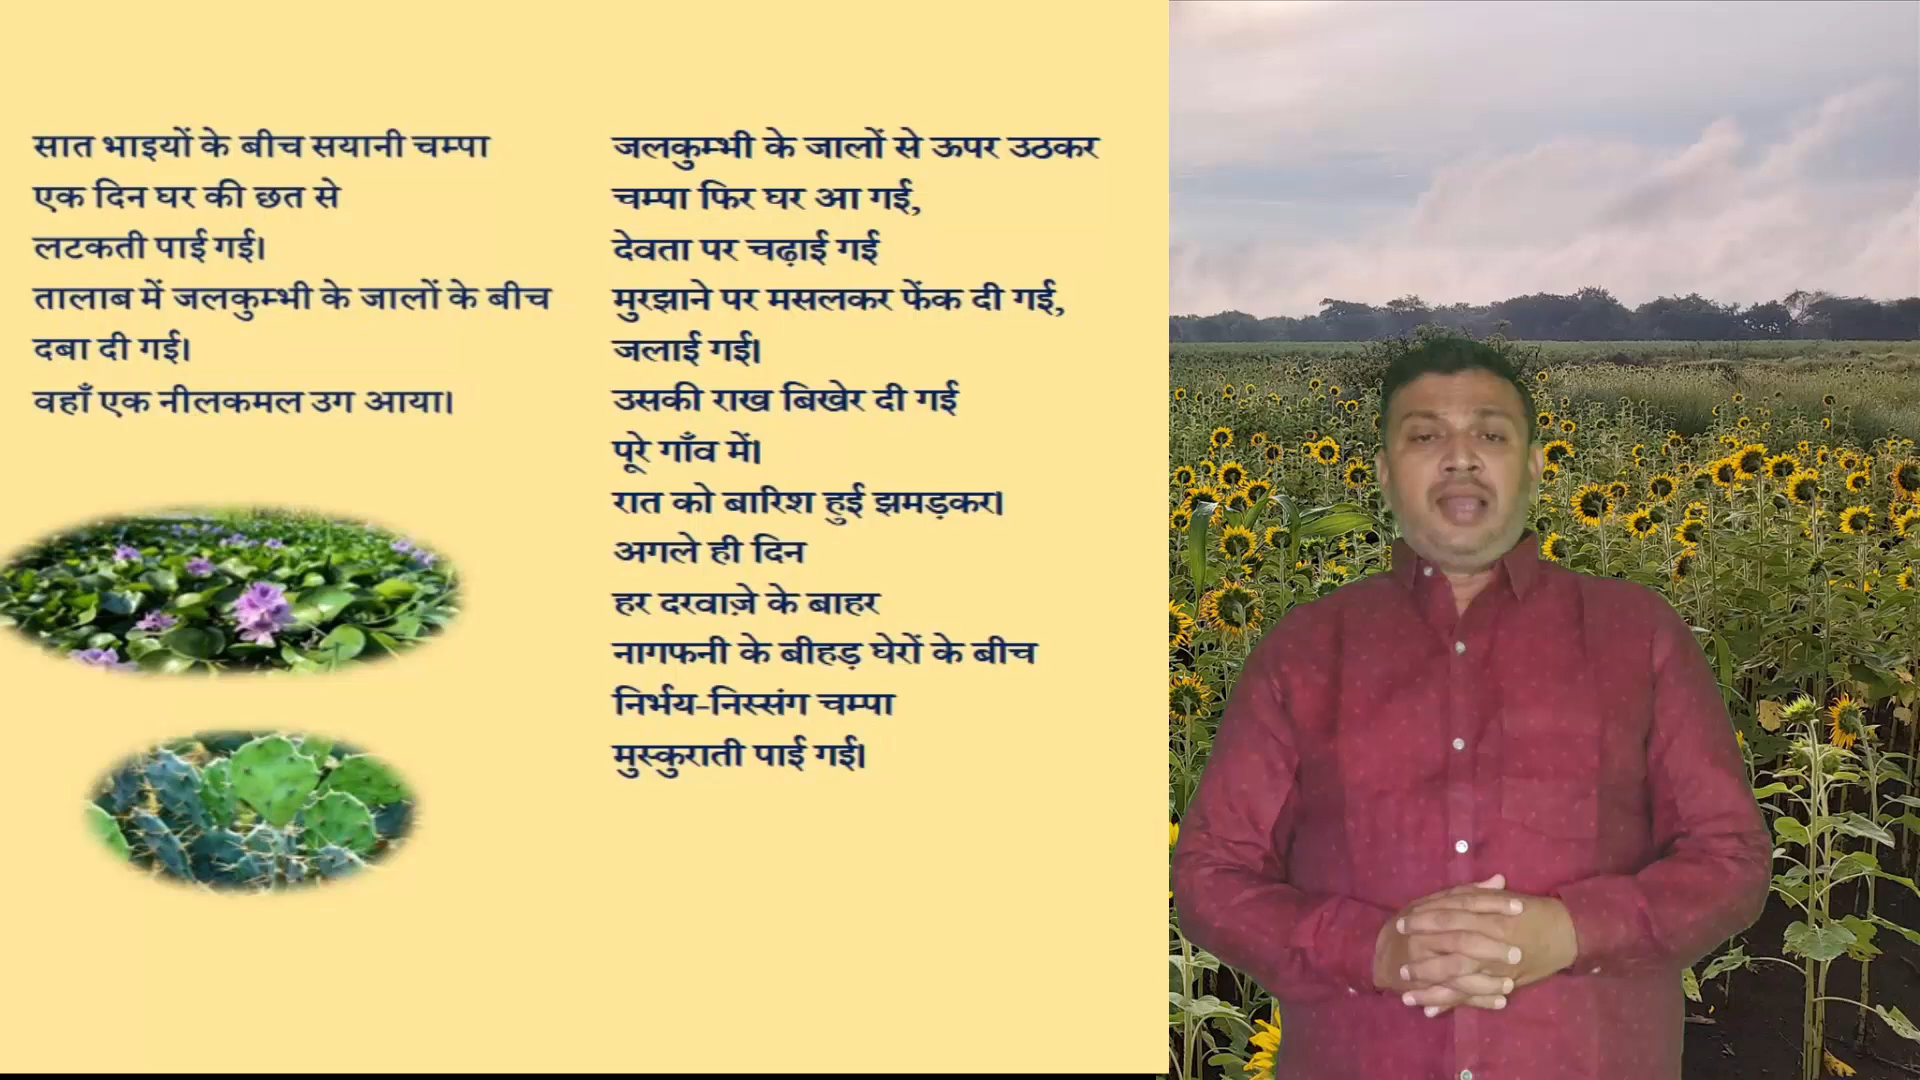 सात भाइयों के बीच सयानी चम्पा
एक दिन घर की छत से
लटकती पाई गई।
तालाब में जलकुम्भी के जालों के बीच
दबा दी गई।
वहाँ एक नीलकमल उग आया।
जलकुम्भी के जालों से ऊपर उठकर
चम्पा फिर घर आ गई,
देवता पर चढ़ाई गई
मुरझाने पर मसलकर फेंक दी गई,
जलाई गई।
उसकी राख बिखेर दी गई
पूरे गाँव में।
रात को बारिश हुई झमड़कर।
अगले ही दिन
हर दरवाज़े के बाहर
नागफनी के बीहड़ घेरों के बीच
निर्भय-निस्संग चम्पा
मुस्कुराती पाई गई।